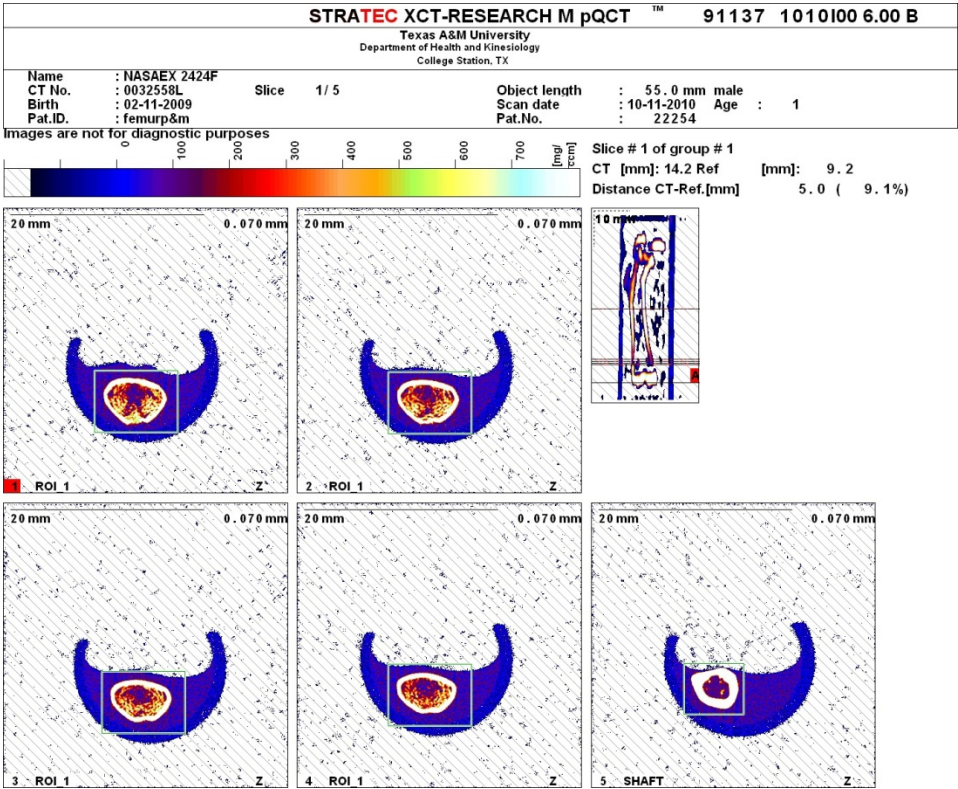 STRATEC XCT-RESEARCH M pQCT ™ 91137 1010I00 6.00 B
Texas A&M University
Department of Health and Kinesiology
College Station, TX
Name : NASAEX 2424F
CT No. : 0032558L Slice 1/ 5 Object length : 55.0 mm male
Birth : 02-11-2009 Scan date : 10-11-2010 Age : 1
Pat.ID. : femurp&m Pat.No. : 22254
Images are not for diagnostic purposes
0 100 200 300 400 500 600 700 [mg/ccm]
Slice # 1 of group # 1
CT [mm]: 14.2 Ref [mm]: 9.2
Distance CT-Ref.[mm] 5.0 ( 9.1%)
20 mm 0.070 mm
20 mm 0.070 mm
10 mm
A
1 ROI_1 Z
2 ROI_1 Z
20 mm 0.070 mm
20 mm 0.070 mm
20 mm 0.070 mm
3 ROI_1 Z
4 ROI_1 Z
5 SHAFT Z